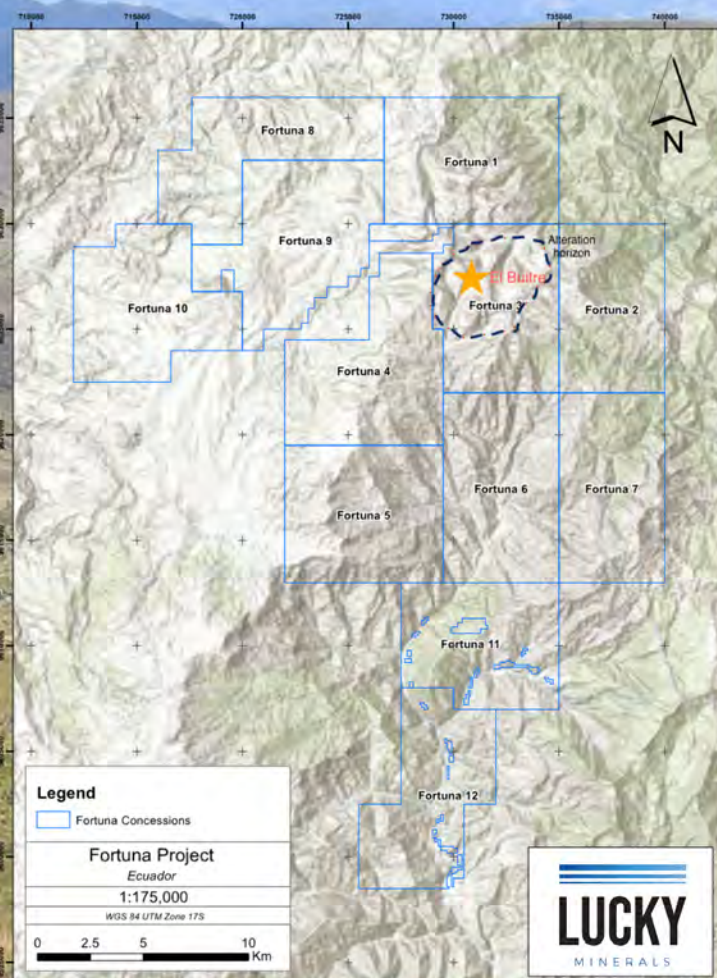 710000 715000 720000 725000 730000 735000 740000
N
Fortuna 8
Fortuna 1
Fortuna 9
Alteration
horizon
El Buitre
Fortuna 3
Fortuna 10
Fortuna 2
Fortuna 4
Fortuna 6
Fortuna 7
Fortuna 5
Fortuna 11
Fortuna 12
Legend
Fortuna Concessions
Fortuna Project
Ecuador
1:175,000
WGS 84 UTM Zone 17S
0 2.5 5 10
Km
LUCKY
MINERALS